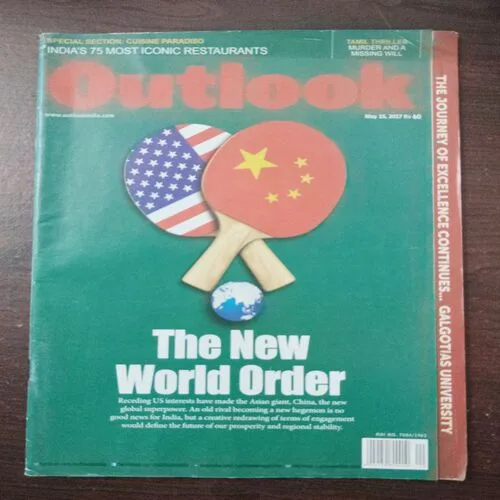 SPECIAL SECTION: CUISINE PARADISO
INDIA'S 75 MOST ICONIC RESTAURANTS
TAMIL THRILLER
MURDER AND A
MISSING WILL
Outlook
www.outlookindia.com
May 2017 Rs 60
The New
World Order
Receding US interests have made the Asian giant, China, the new
global superpower. An old rival becoming a new hegemon is no
good news for India, but a creative redrawing of terms of engagement
would define the future of our prosperity and regional stability.
RNI NO.
THE JOURNEY OF EXCELLENCE CONTINUES... GALGOTIAS UNIVERSITY